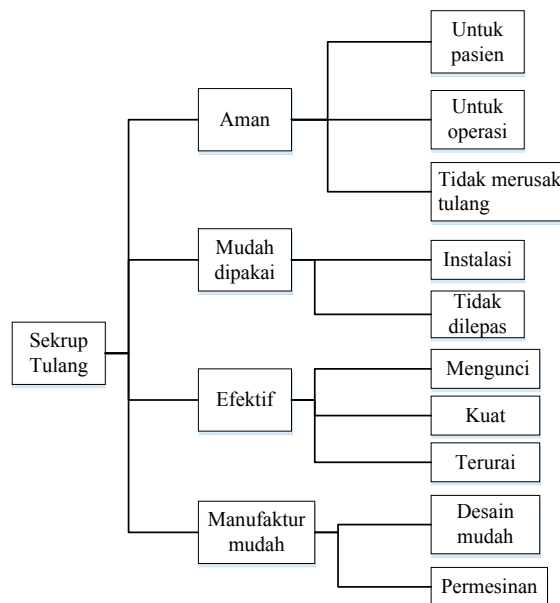 Untuk
pasien
Aman
Untuk
operasi
Tidak merusak
tulang
Mudah
dipakai
Instalasi
Tidak
dilepas
Sekrup
Tulang
Mengunci
Efektif
Kuat
Terurai
Manufaktur
mudah
Desain
mudah
Permesinan